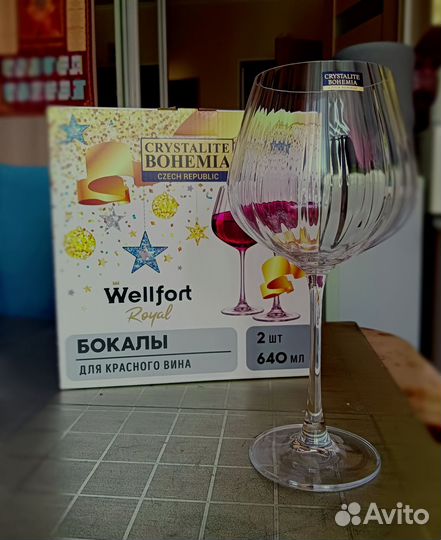 CRYSTALITE
BOHEMIA
CRYSTALITE
BOHEMIA
CZECH REPUBLIC
Wellfort
Royal
БОКАЛЫ
ДЛЯ КРАСНОГО ВИНА
2 ШТ
640 МЛ
Avito